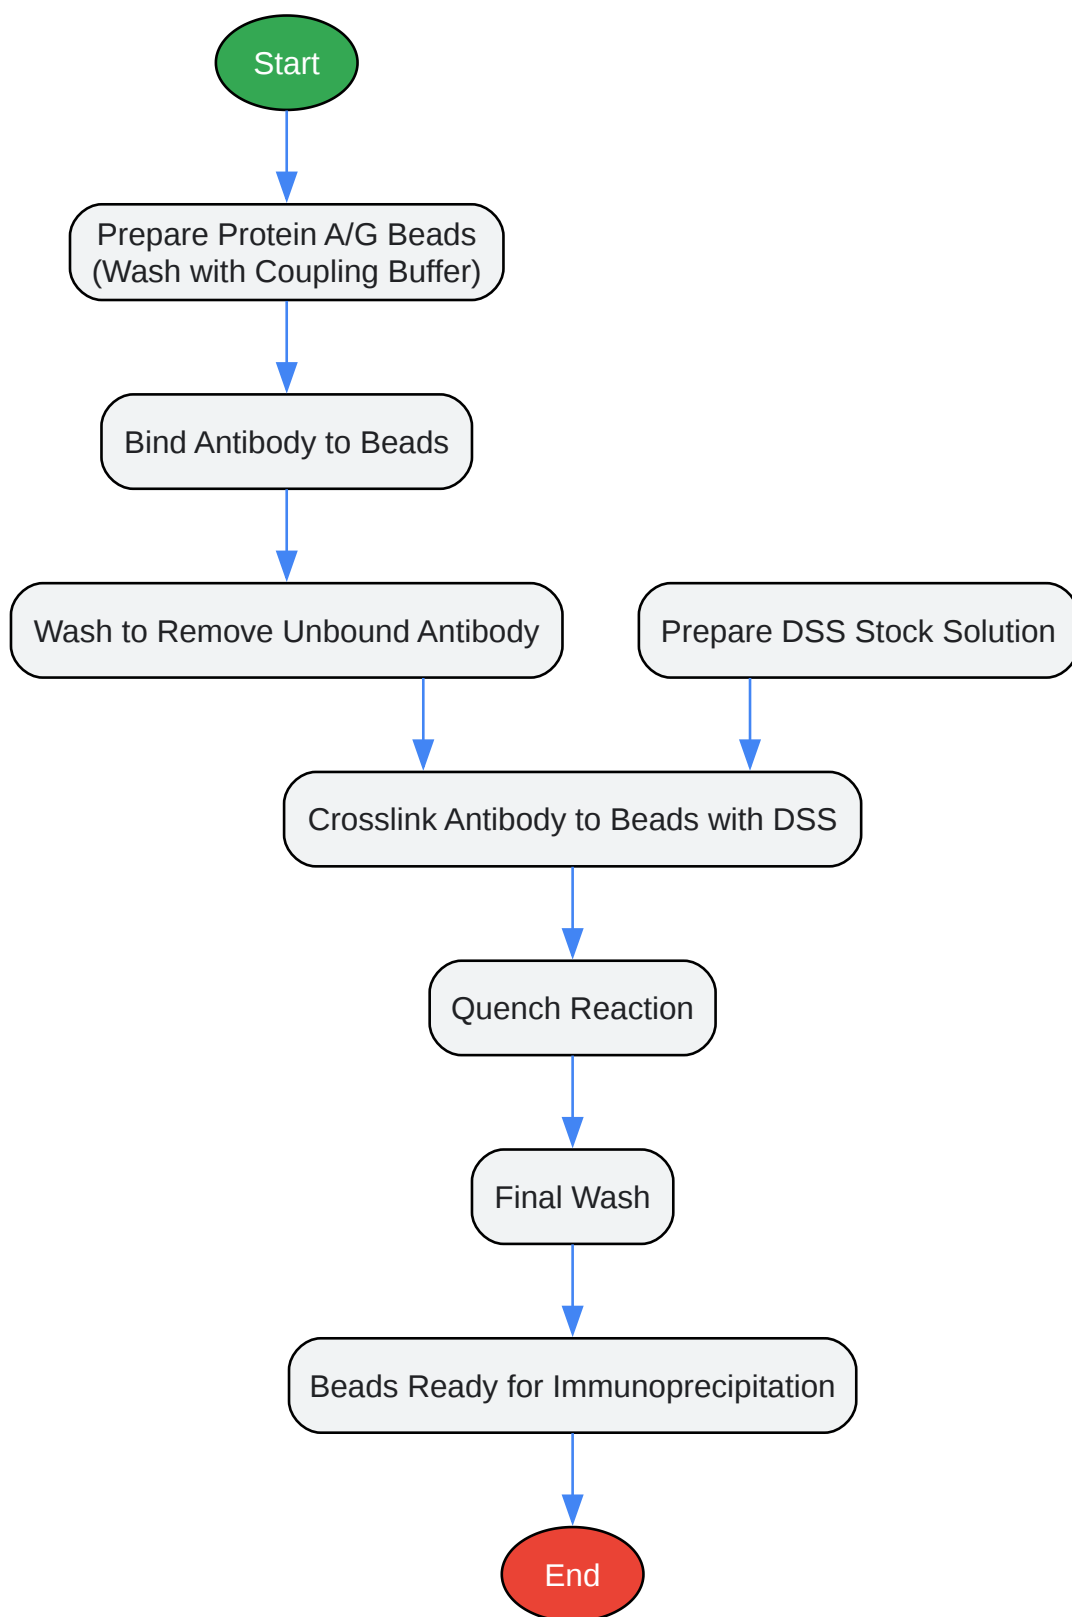 Start
Prepare Protein A/G Beads
(Wash with Coupling Buffer)
Bind Antibody to Beads
Wash to Remove Unbound Antibody
Prepare DSS Stock Solution
Crosslink Antibody to Beads with DSS
Quench Reaction
Final Wash
Beads Ready for Immunoprecipitation
End